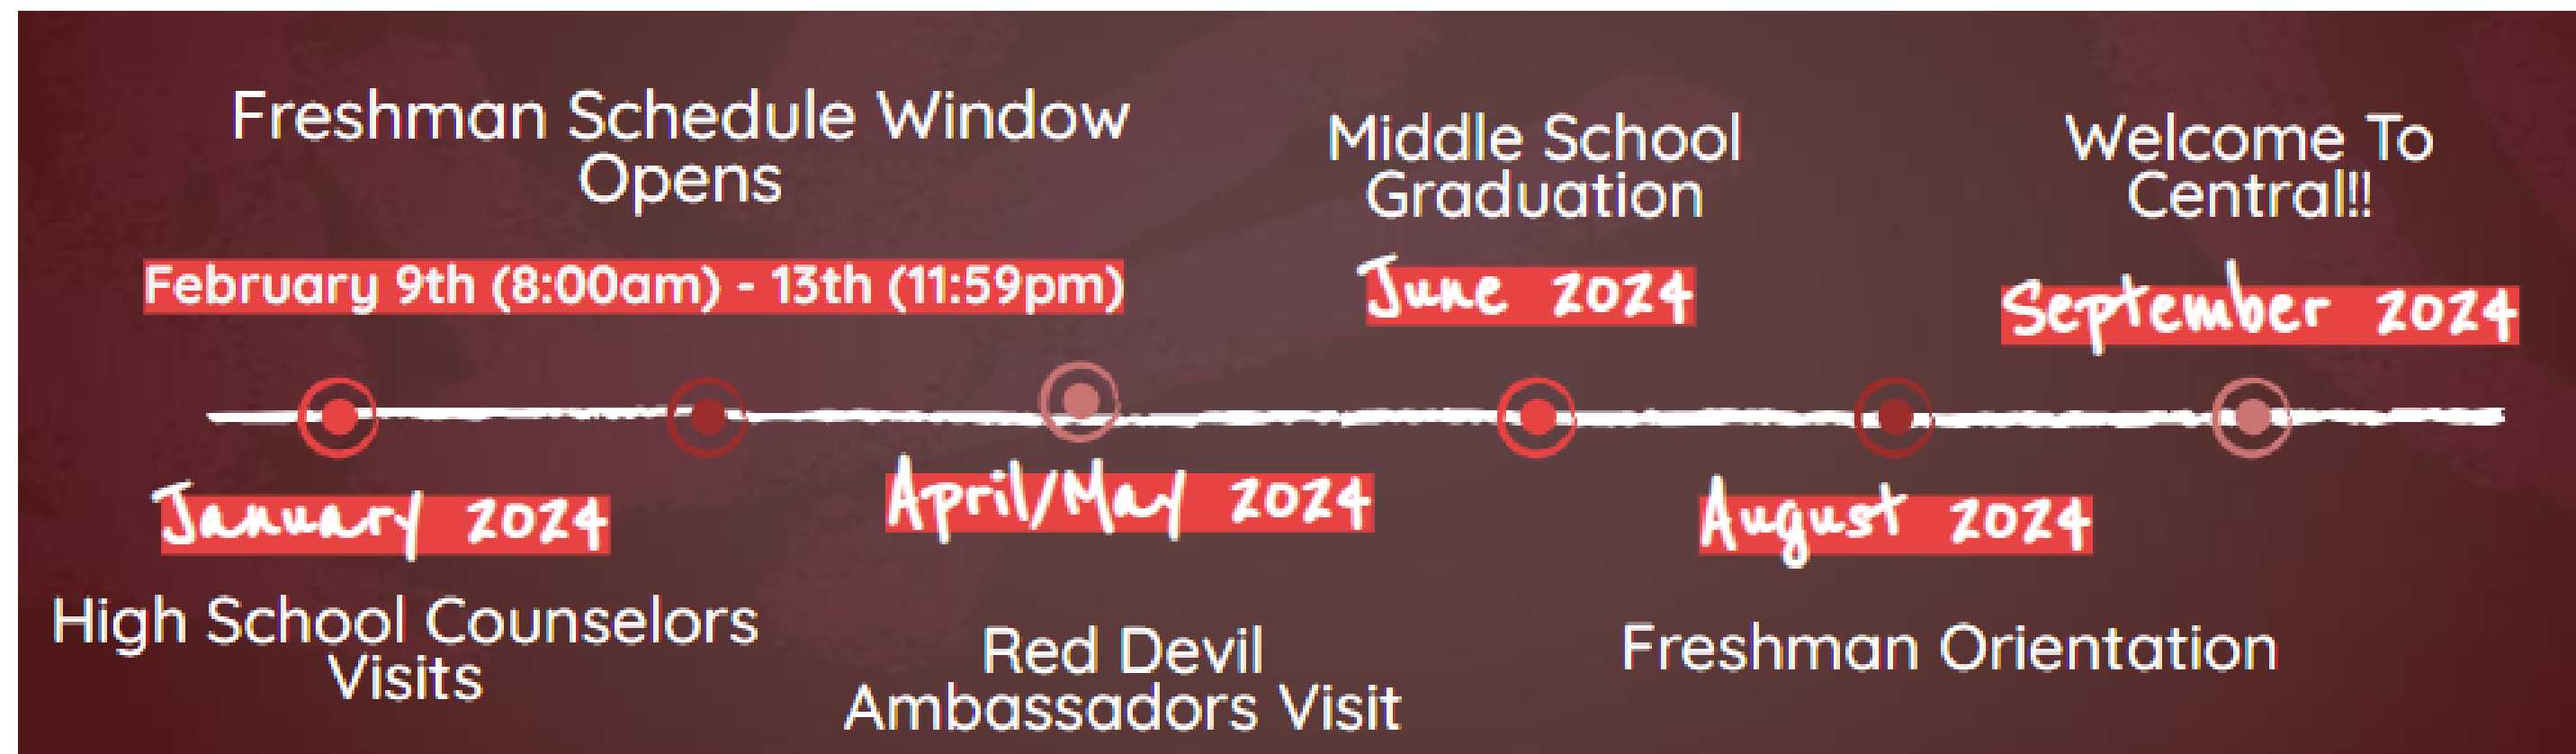 Freshman Schedule Window
Opens
February 9th (8:00am) - 13th (11:59pm)
Middle School
Graduation
June 2024
Welcome To
Central!!
September 2024
January 2024
High School Counselors
Visits
April/May 2024
Red Devil
Ambassadors Visit
August 2024
Freshman Orientation